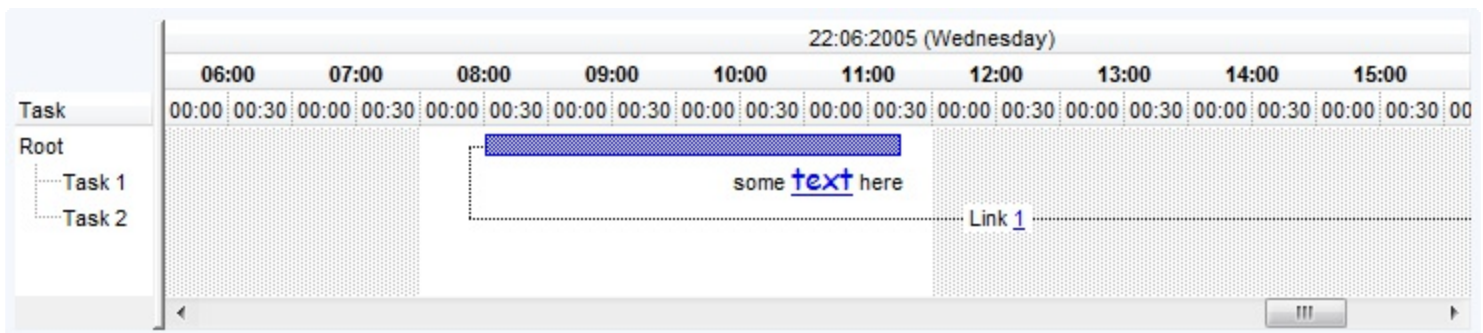 22:06:2005 (Wednesday)
06:00 07:00 08:00 09:00 10:00 11:00 12:00 13:00 14:00 15:00
Task 00:00 00:30 00:00 00:30 00:00 00:30 00:00 00:30 00:00 00:30 00:00 00:30 00:00 00:30 00:00 00:30 00:00 00:30 00:00 00:30 00
Root
Task 1 some text here
Task 2 Link 1